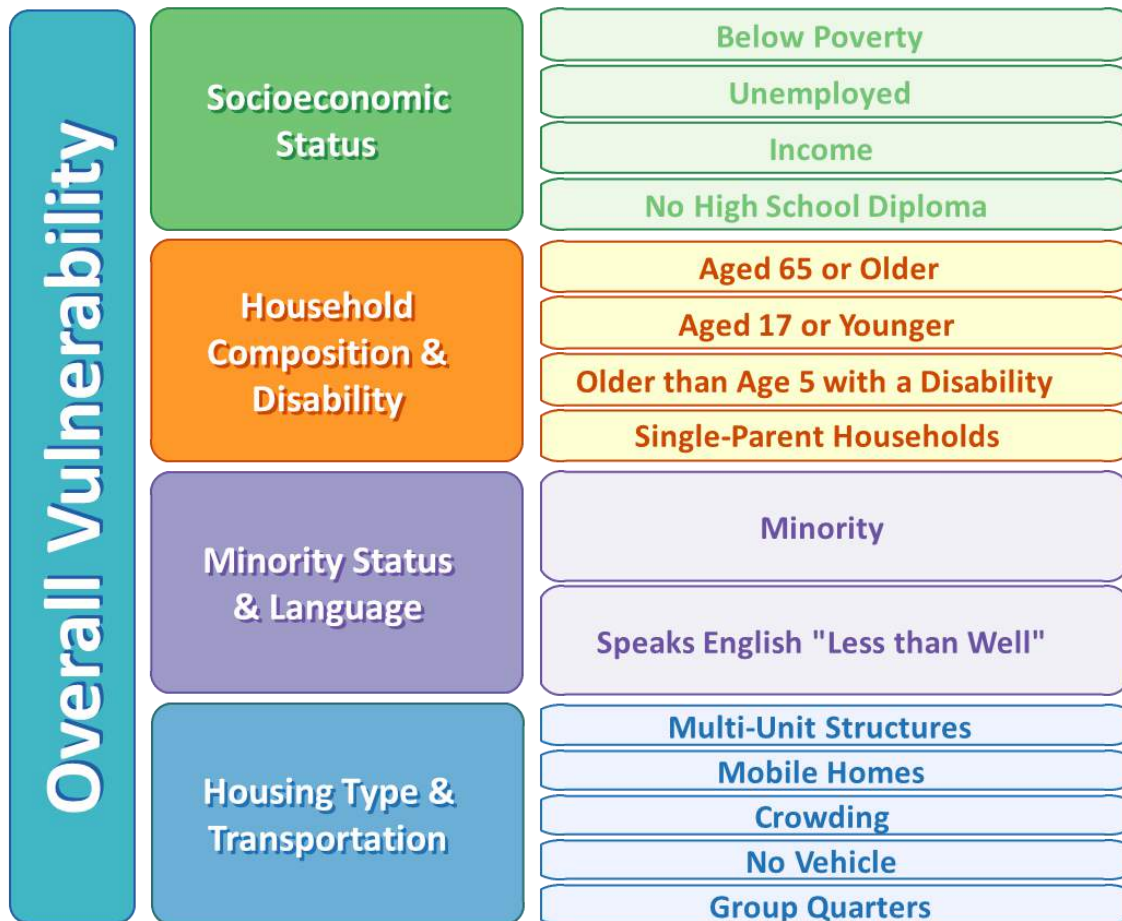 Overall Vulnerability
Socioeconomic
Status
Below Poverty
Unemployed
Income
No High School Diploma
Household
Composition &
Disability
Aged 65 or Older
Aged 17 or Younger
Older than Age 5 with a Disability
Single-Parent Households
Minority Status
& Language
Minority
Speaks English "Less than Well"
Housing Type &
Transportation
Multi-Unit Structures
Mobile Homes
Crowding
No Vehicle
Group Quarters